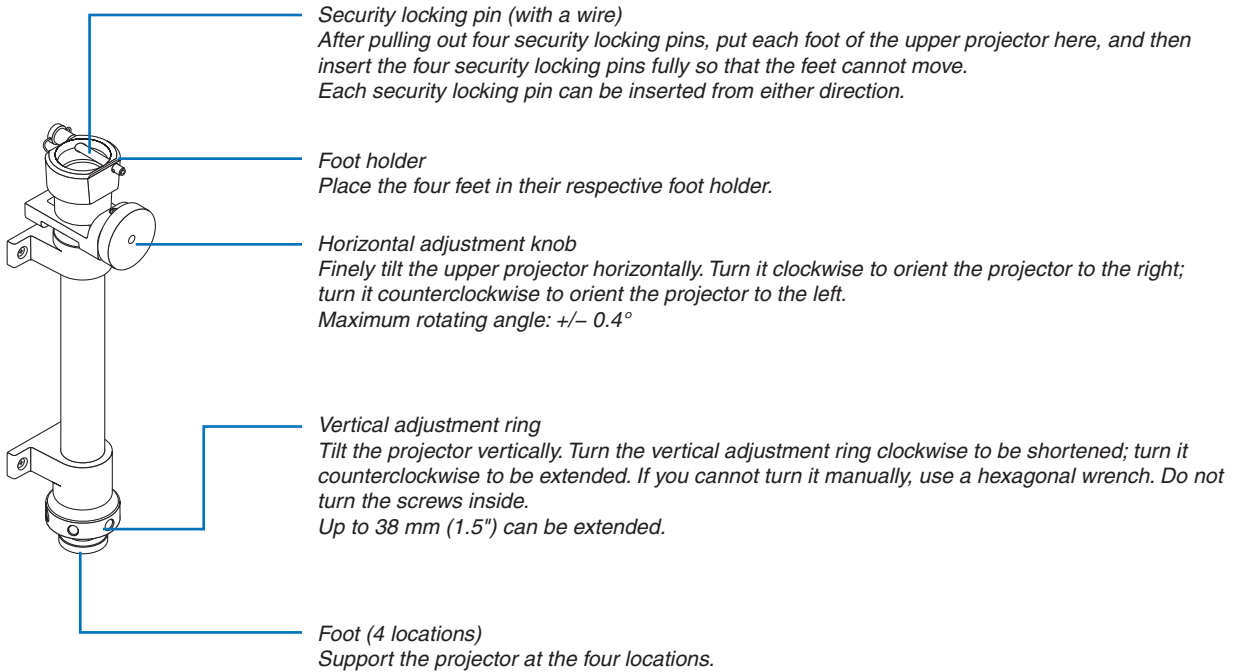 Security locking pin (with a wire)
After pulling out four security locking pins, put each foot of the upper projector here, and then
insert the four security locking pins fully so that the feet cannot move.
Each security locking pin can be inserted from either direction.
Foot holder
Place the four feet in their respective foot holder.
Horizontal adjustment knob
Finely tilt the upper projector horizontally. Turn it clockwise to orient the projector to the right;
turn it counterclockwise to orient the projector to the left.
Maximum rotating angle: +/− 0.4°
Vertical adjustment ring
Tilt the projector vertically. Turn the vertical adjustment ring clockwise to be shortened; turn it
counterclockwise to be extended. If you cannot turn it manually, use a hexagonal wrench. Do not
turn the screws inside.
Up to 38 mm (1.5") can be extended.
Foot (4 locations)
Support the projector at the four locations.